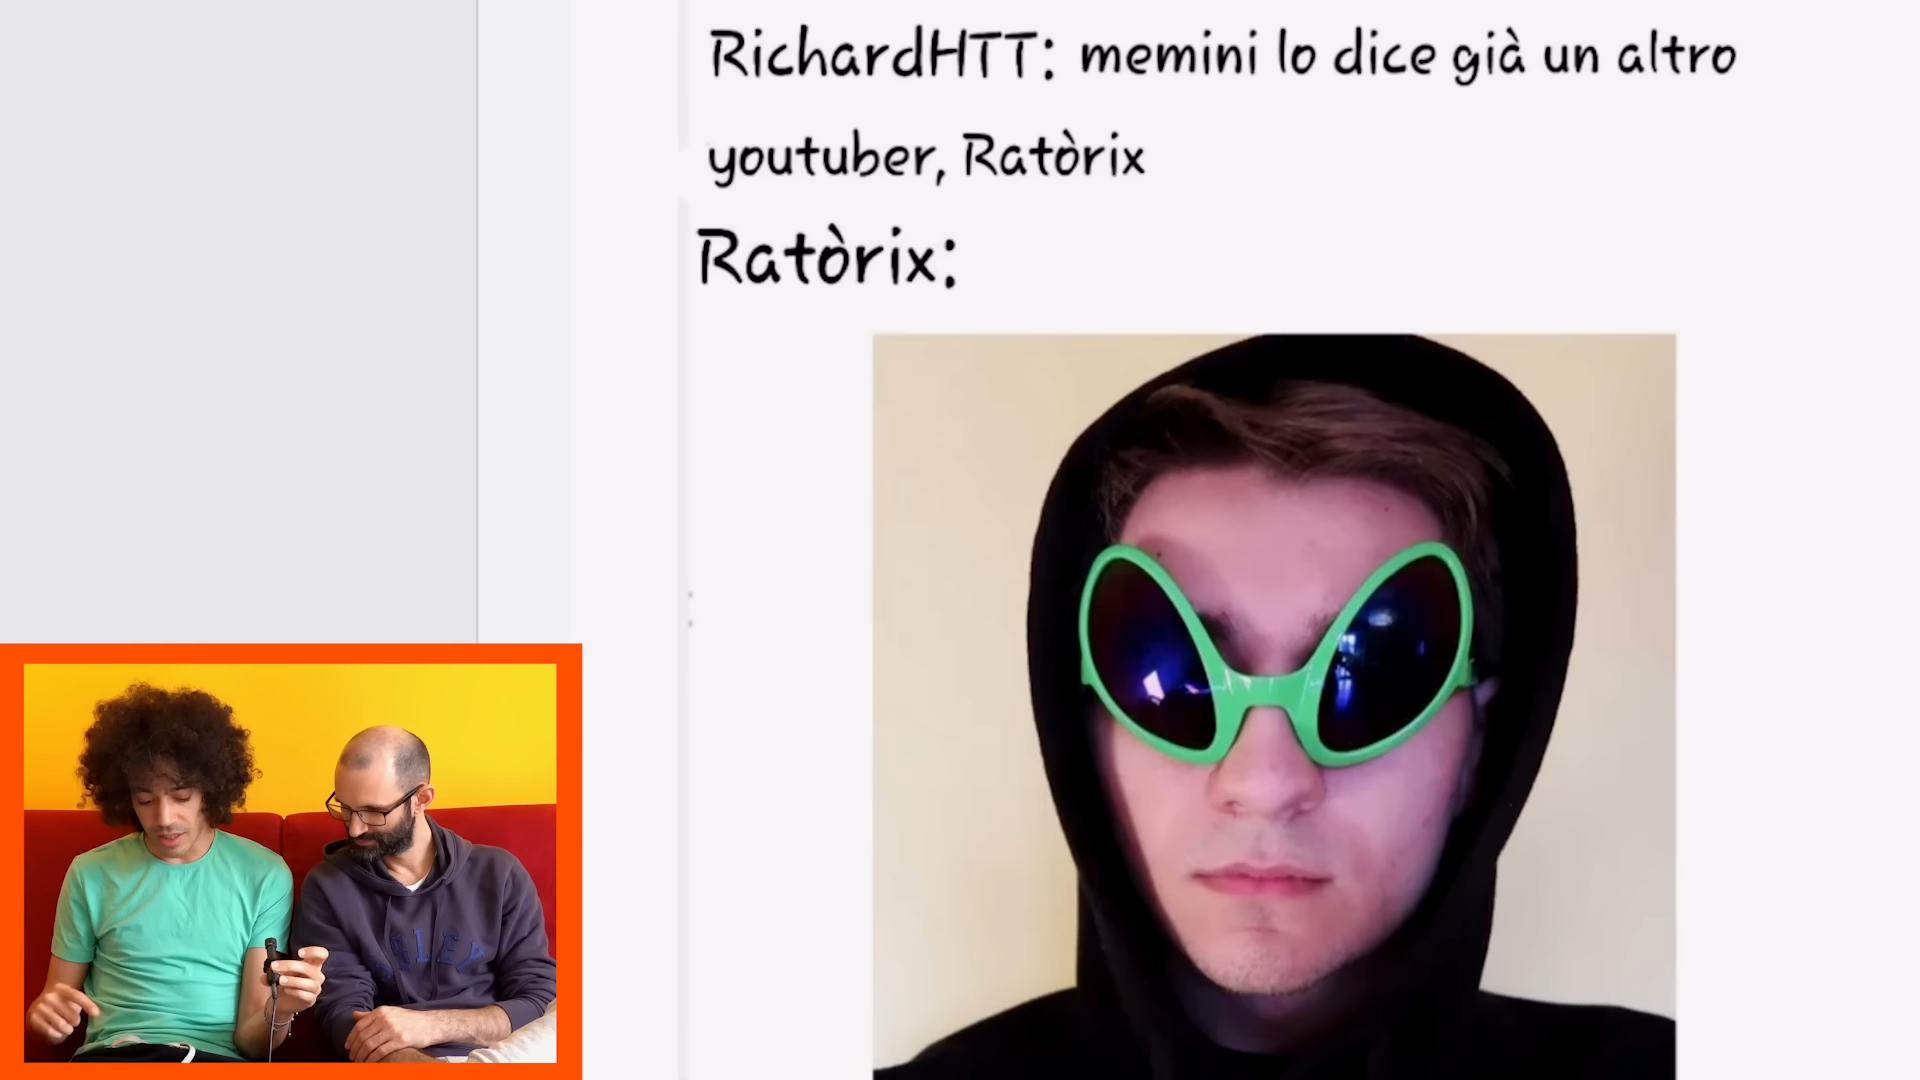 RichardHTT: memini lo dice già un altro
youtuber, Ratòrix
Ratòrix: